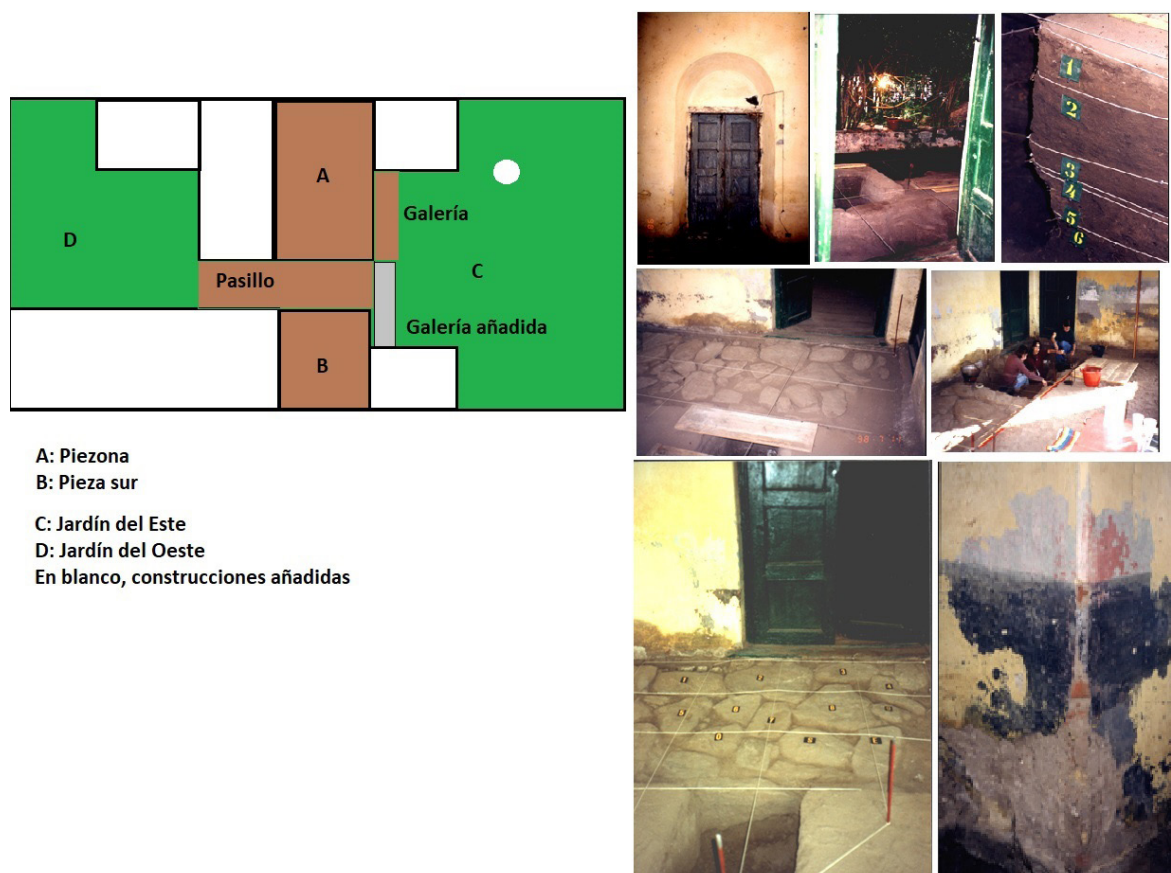 A
Galería
D
C
Pasillo
Galería añadida
B
A: Piezona
B: Pieza sur
C: Jardín del Este
D: Jardín del Oeste
En blanco, construcciones añadidas
1
2
3
4
5
6